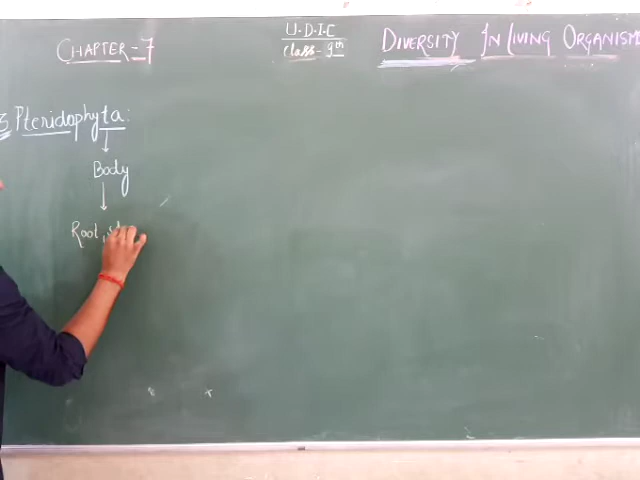 CHAPTER-7
U.D.I.C
Class-9th
DIVERSITY IN LIVING ORGANISM
3 Pteridophyta:
Body
Root,